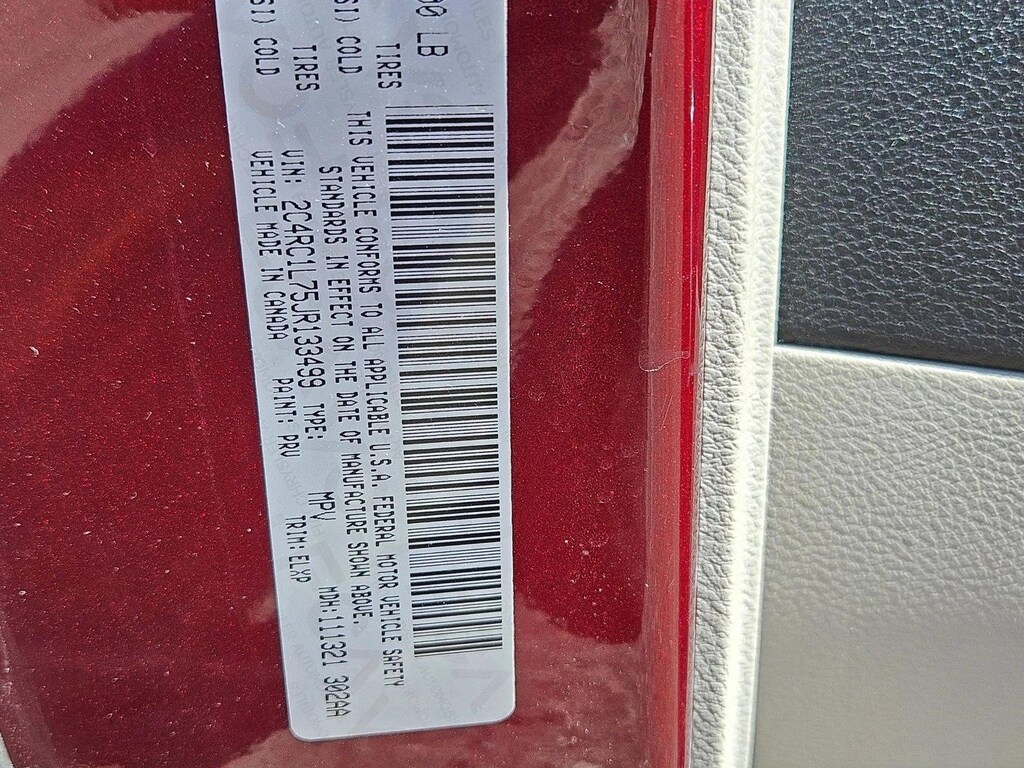 00 LB
SI) COLD TIRES
SI) COLD TIRES
THIS VEHICLE CONFORMS TO ALL APPLICABLE U.S.A. FEDERAL MOTOR VEHICLE SAFETY
STANDARDS IN EFFECT ON THE DATE OF MANUFACTURE SHOWN ABOVE.
VIN: 2C4RC1L75JR133499 TYPE: MPV MDH:111321 302AA
VEHICLE MADE IN CANADA PAINT: PRV TRIM:ELXP